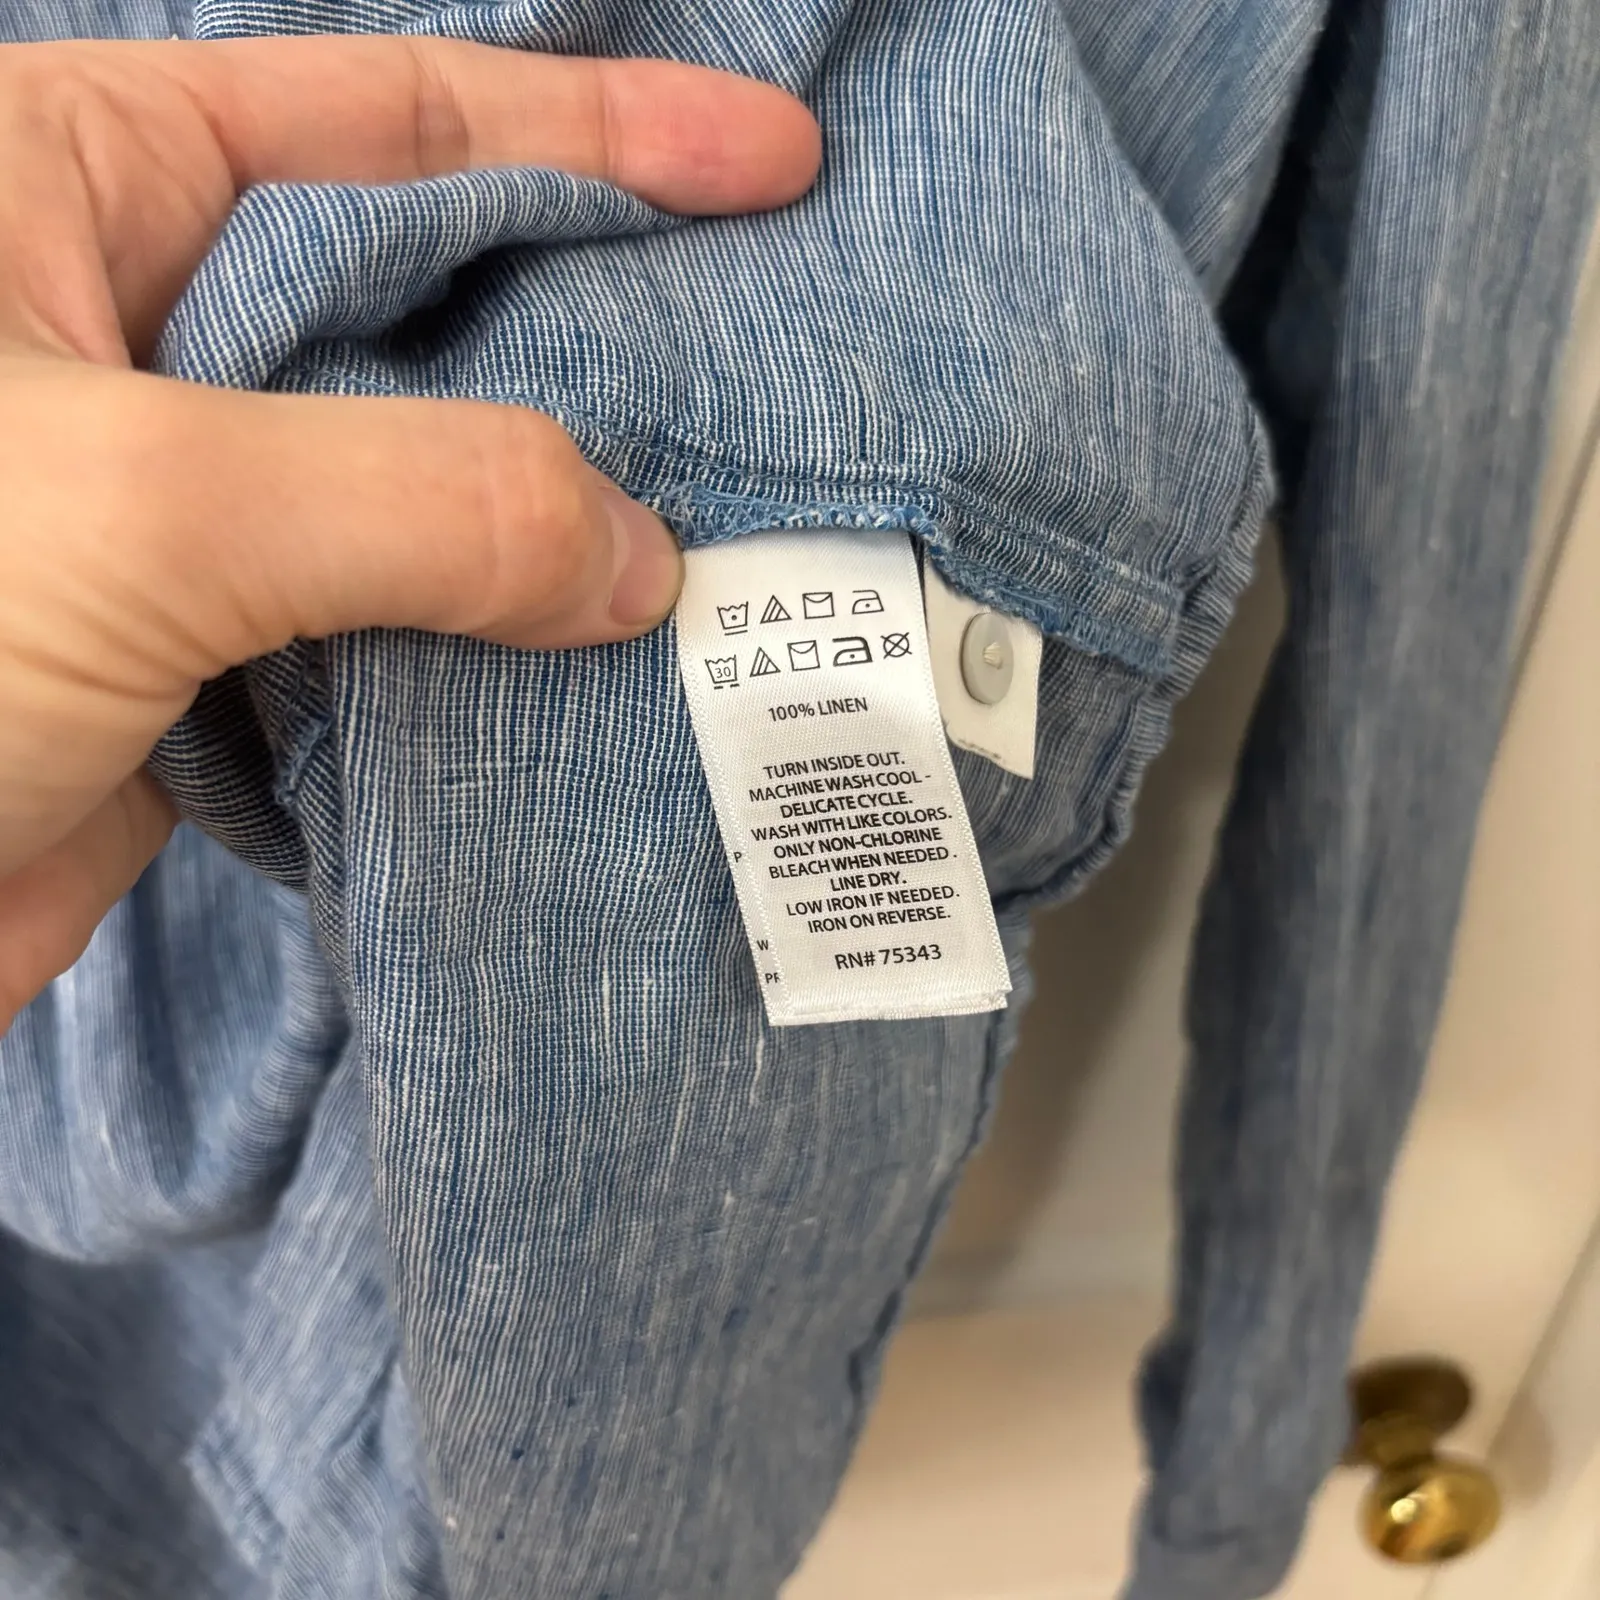 30
100% LINEN
TURN INSIDE OUT.
MACHINE WASH COOL -
DELICATE CYCLE.
WASH WITH LIKE COLORS.
ONLY NON-CHLORINE
BLEACH WHEN NEEDED.
LINE DRY.
LOW IRON IF NEEDED.
IRON ON REVERSE.
RN# 75343
P
W